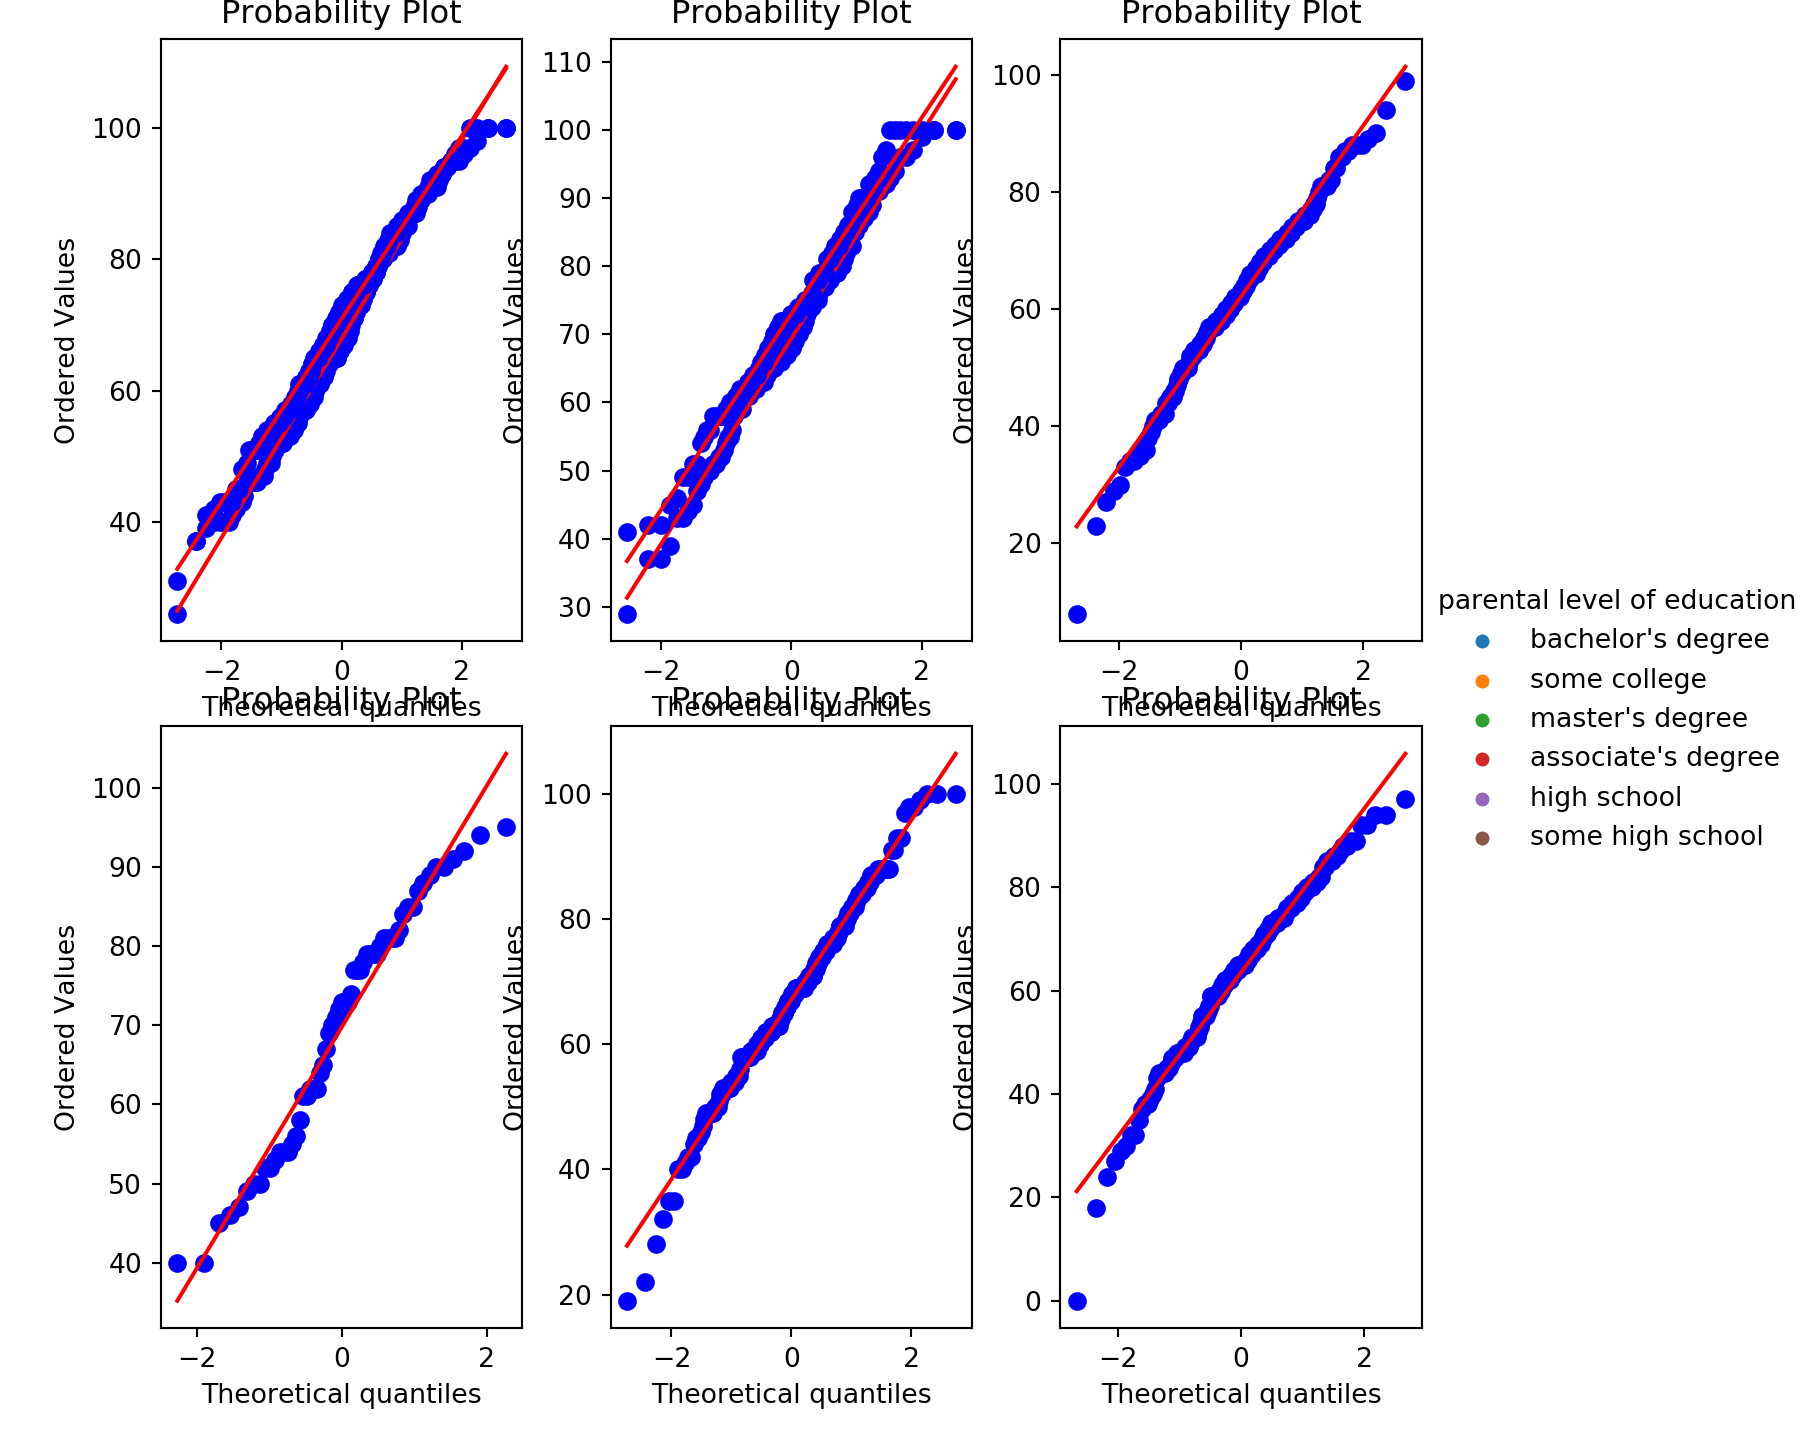 Probability Plot
Probability Plot
Probability Plot
Ordered Values
100
80
60
40
−2 0 2
Theoretical quantiles
Ordered Values
110
100
90
80
70
60
50
40
30
−2 0 2
Theoretical quantiles
Ordered Values
100
80
60
40
20
−2 0 2
Theoretical quantiles
parental level of education
bachelor's degree
some college
master's degree
associate's degree
high school
some high school
Probability Plot
Probability Plot
Probability Plot
Ordered Values
100
90
80
70
60
50
40
−2 0 2
Theoretical quantiles
Ordered Values
100
80
60
40
20
−2 0 2
Theoretical quantiles
Ordered Values
100
80
60
40
20
0
−2 0 2
Theoretical quantiles